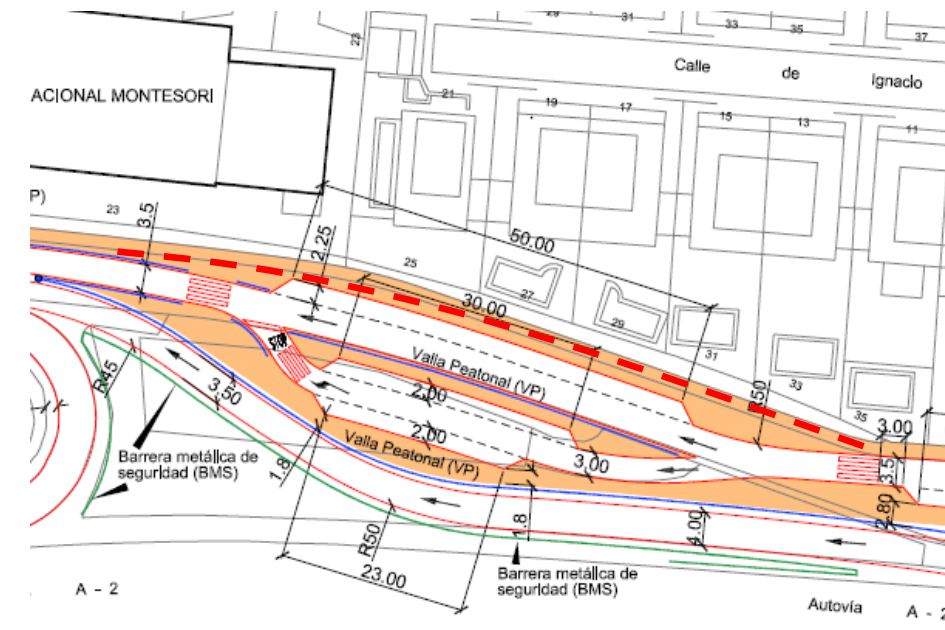 29
31
33
35
37
23
Calle de Ignacio
21
19
17
15
13
11
ACIONAL MONTESORI
P)
23
3.5
2.25
50.00
25
27
30.00
29
31
33
35
STOP
Valla Peatonal (VP)
2.00
2.00
Valla Peatonal (VP)
3.00
3.00
3.5
2.80
R45
3.50
1.8
Barrera metálica de
seguridad (BMS)
R50
23.00
1.8
4.00
Barrera metálica de
seguridad (BMS)
A - 2
Autovía
A - 2